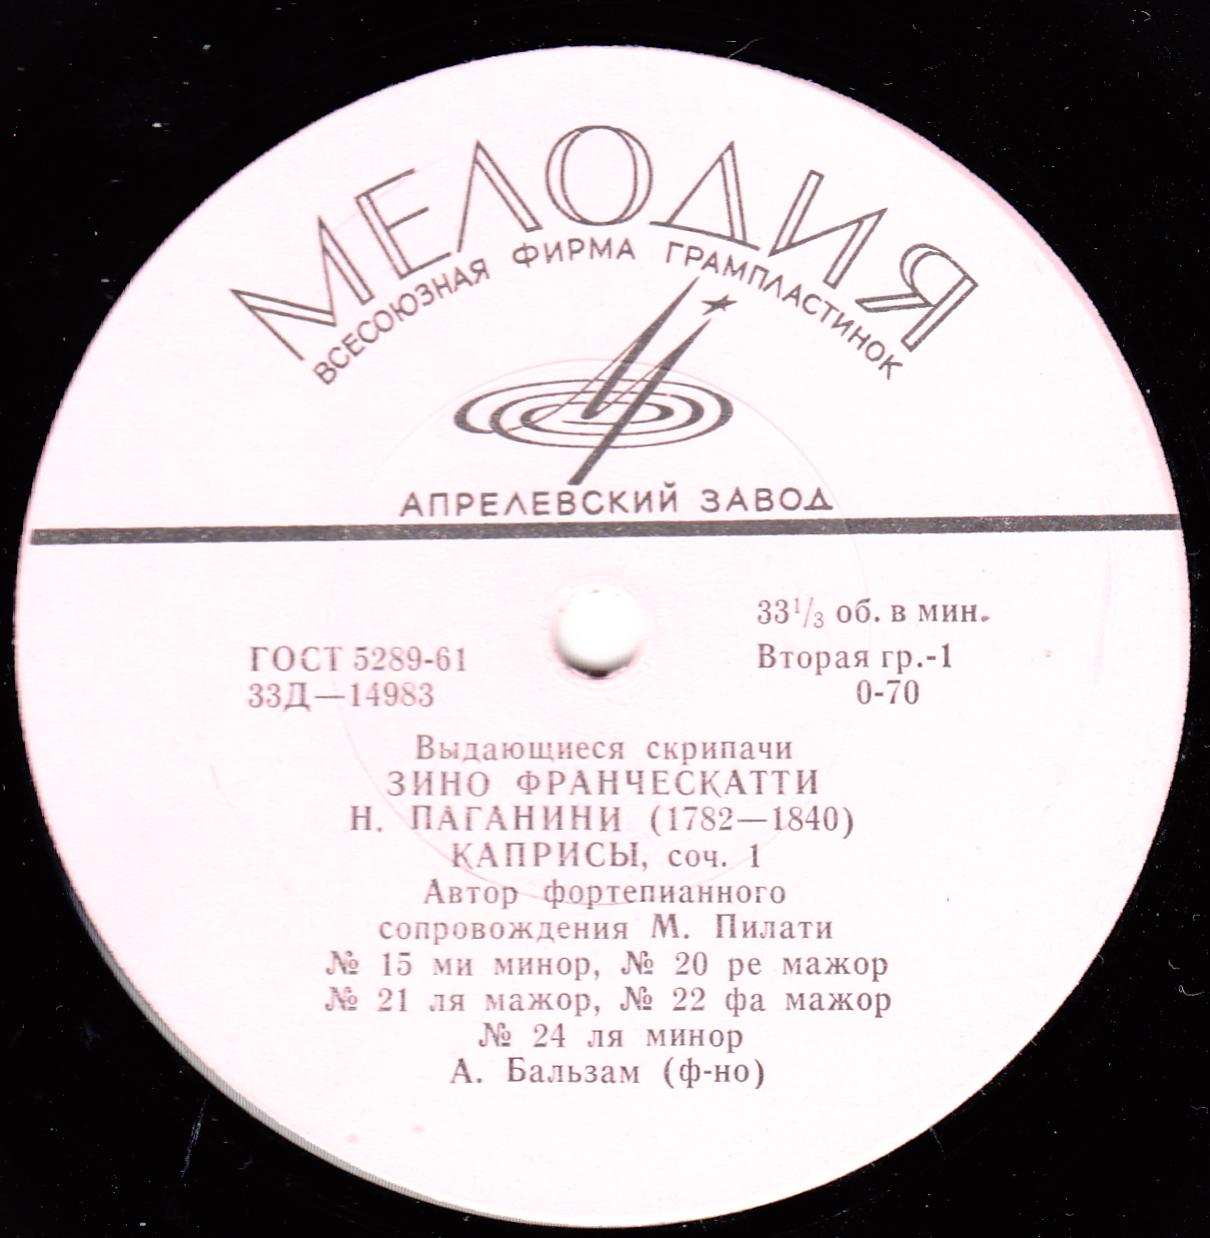 МЕЛОДИЯ
ВСЕСОЮЗНАЯ ФИРМА ГРАМПЛАСТИНОК
АПРЕЛЕВСКИЙ ЗАВОД
33 1/3 об. в мин.
ГОСТ 5289-61
Вторая гр.-1
33Д—14983
0-70
Выдающиеся скрипачи
ЗИНО ФРАНЧЕСКАТТИ
Н. ПАГАНИНИ (1782—1840)
КАПРИСЫ, соч. 1
Автор фортепианного
сопровождения М. Пилати
№ 15 ми минор, № 20 ре мажор
№ 21 ля мажор, № 22 фа мажор
№ 24 ля минор
А. Бальзам (ф-но)